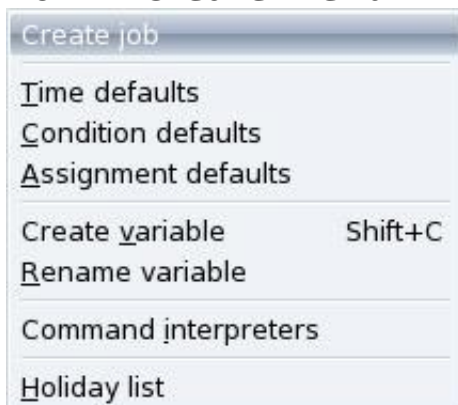 Create job
Time defaults
Condition defaults
Assignment defaults
Create variable Shift+C
Rename variable
Command interpreters
Holiday list